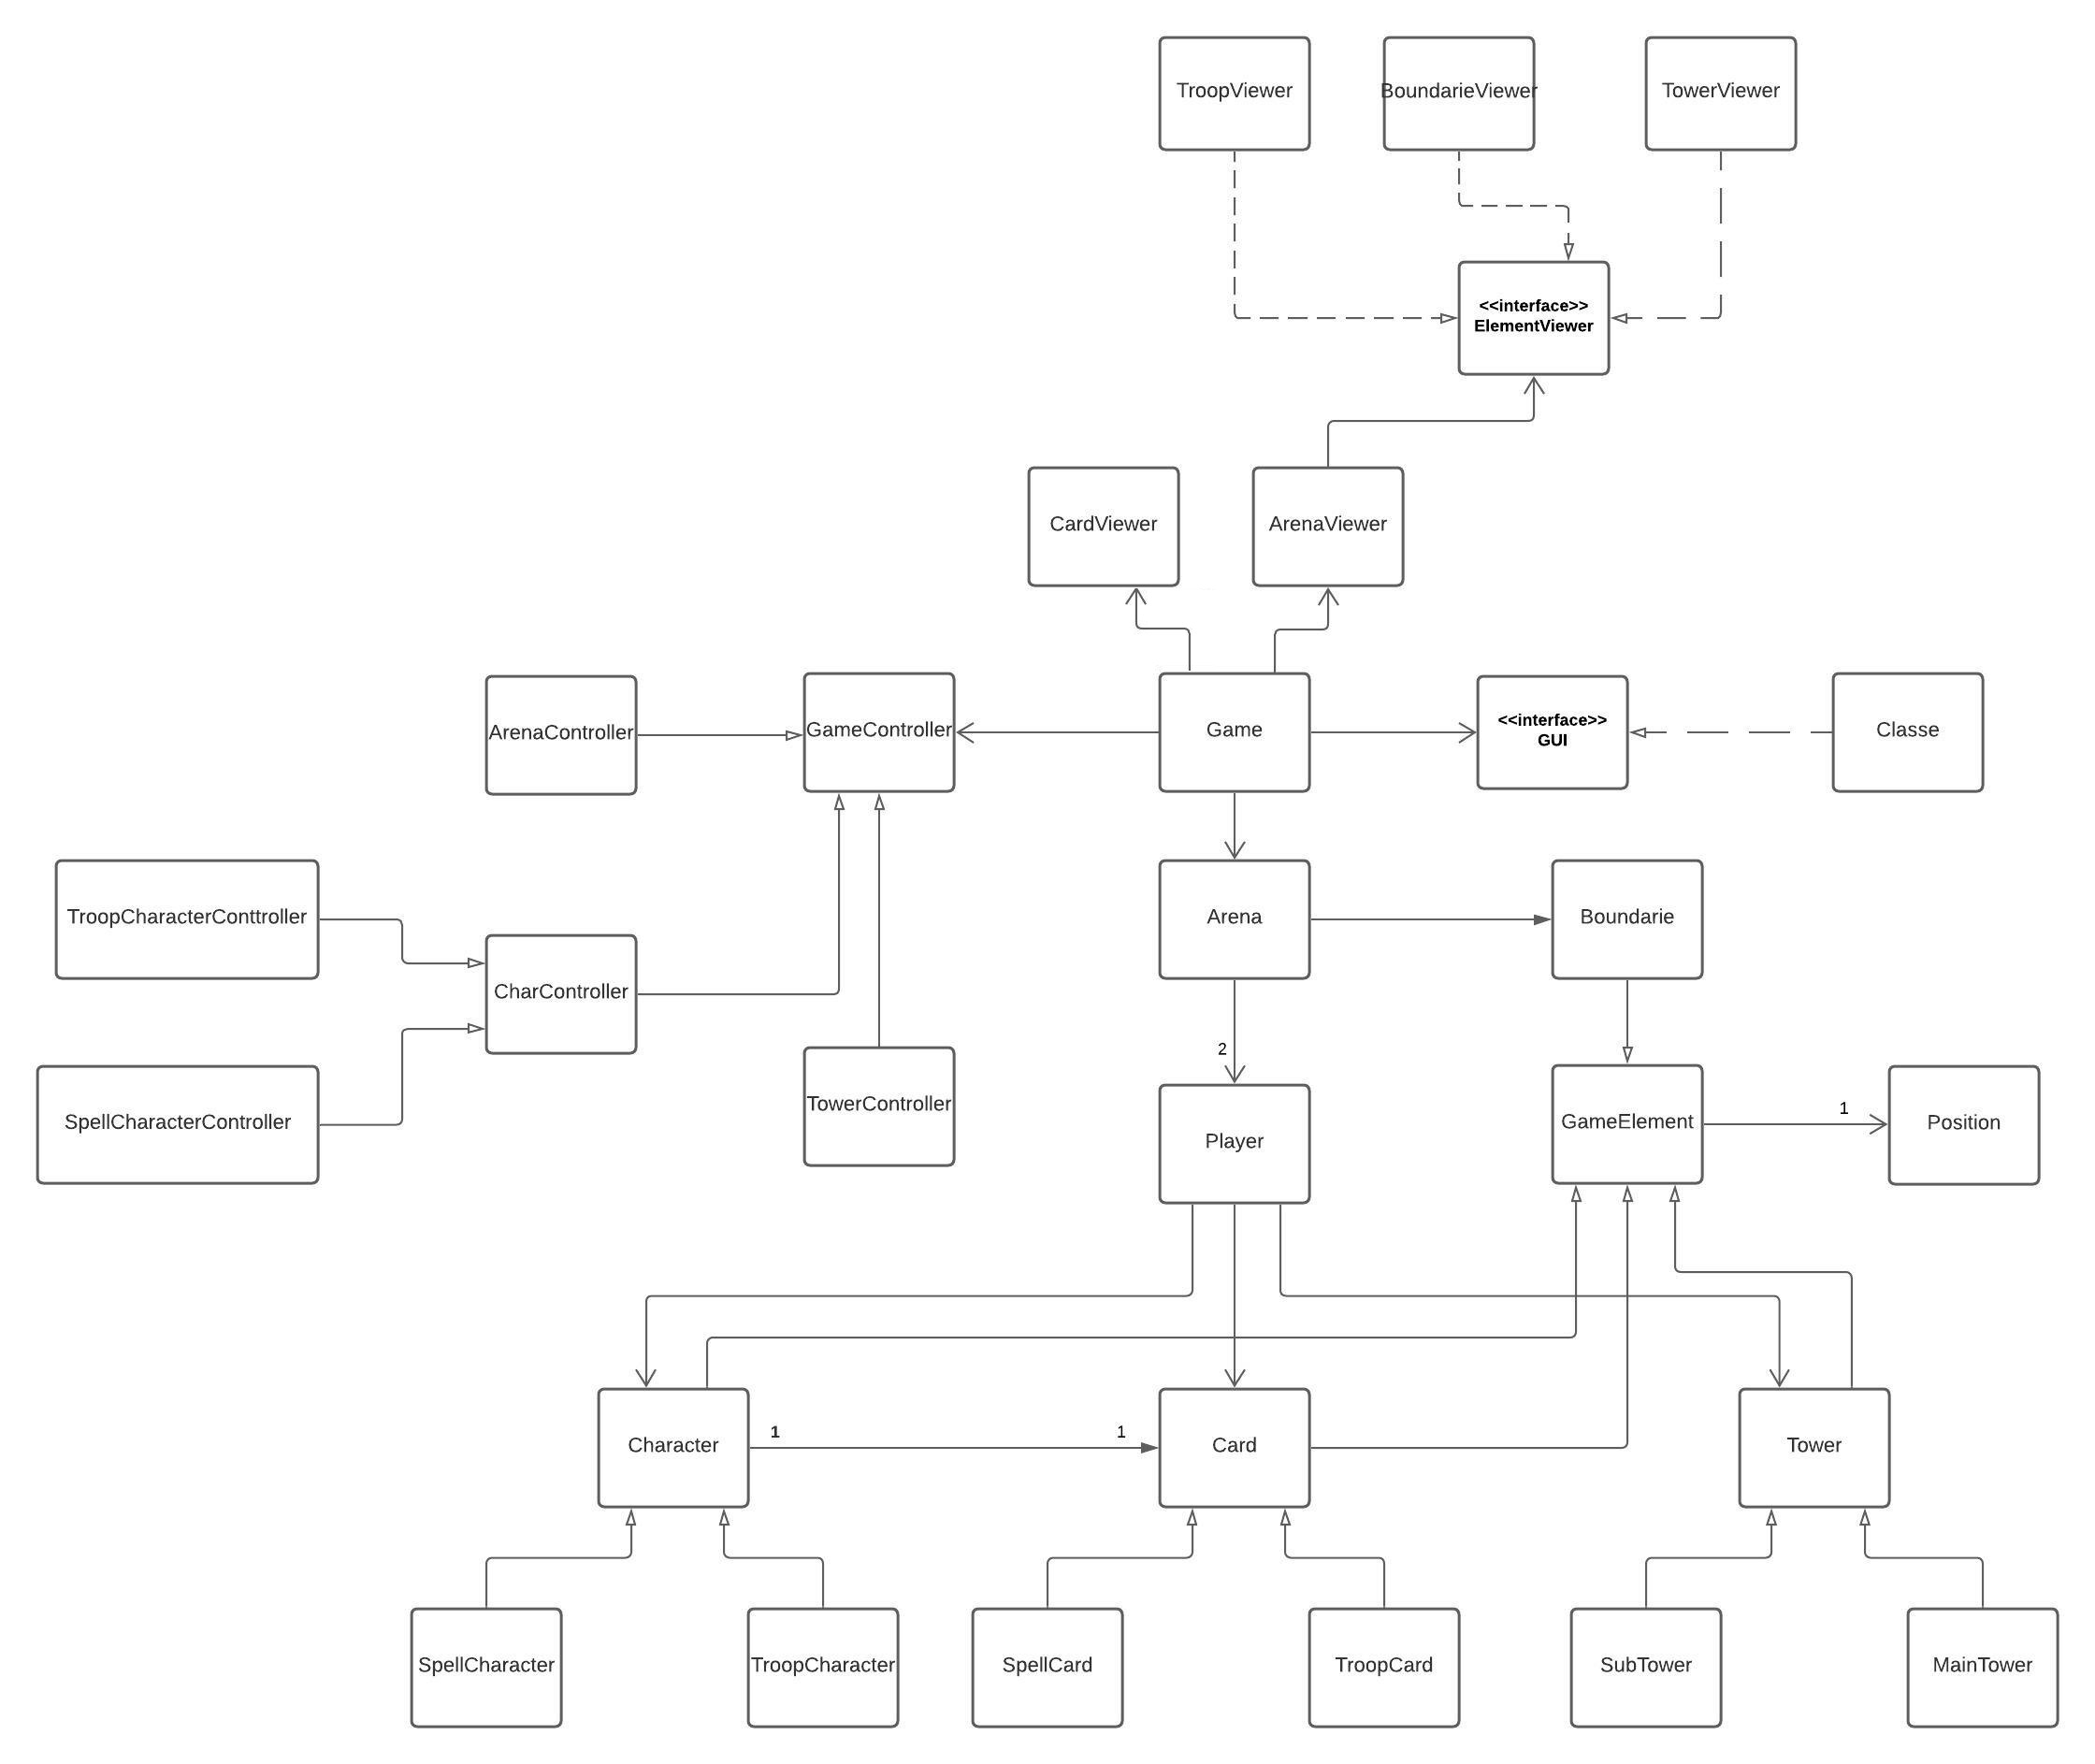 TroopViewer
BoundarieViewer
TowerViewer
<<interface>>
ElementViewer
CardViewer
ArenaViewer
ArenaController
GameController
Game
<<interface>>
GUI
Classe
TroopCharacterConttroller
Arena
Boundarie
CharController
2
TowerController
SpellCharacterController
Player
GameElement
1
Position
Character
1
1
Card
Tower
SpellCharacter
TroopCharacter
SpellCard
TroopCard
SubTower
MainTower